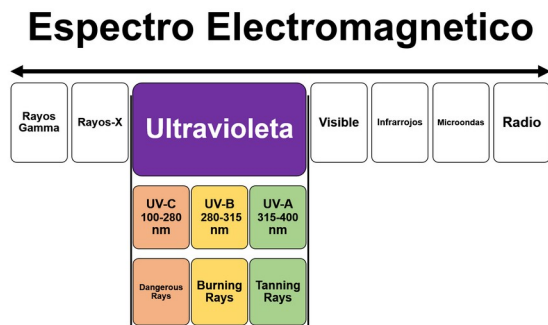 Espectro Electromagnetico
Rayos
Gamma
Rayos-X
Ultravioleta
Visible
Infrarrojos
Microondas
Radio
UV-C
100-280
nm
UV-B
280-315
nm
UV-A
315-400
nm
Dangerous
Rays
Burning
Rays
Tanning
Rays